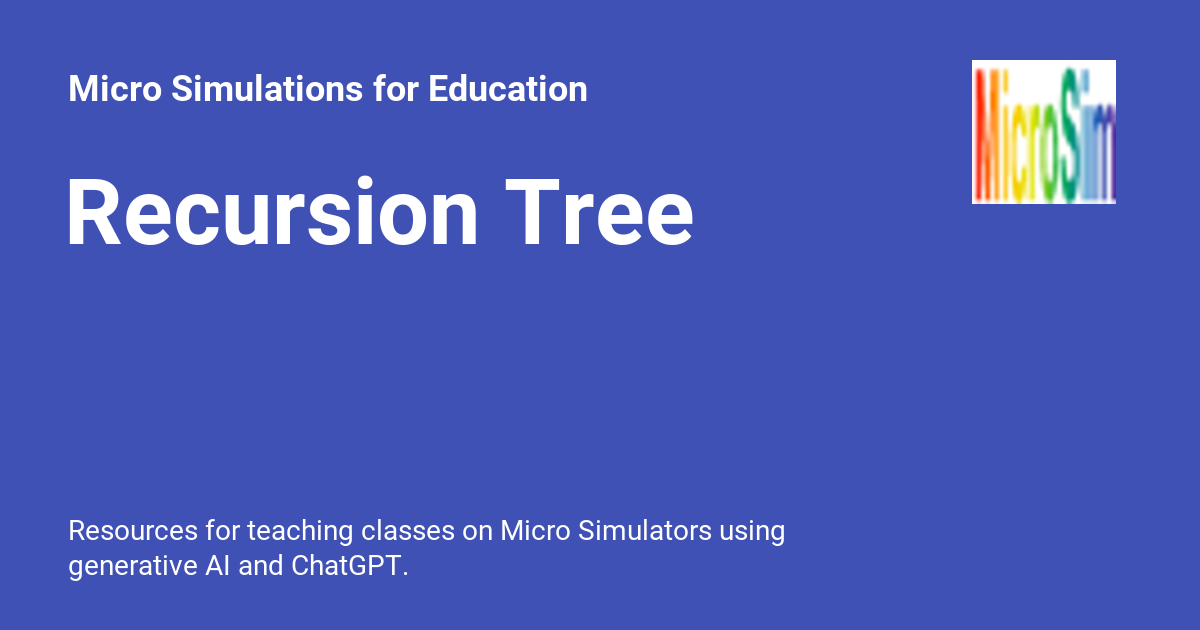 Micro Simulations for Education
MicroSim
Recursion Tree
Resources for teaching classes on Micro Simulators using
generative AI and ChatGPT.